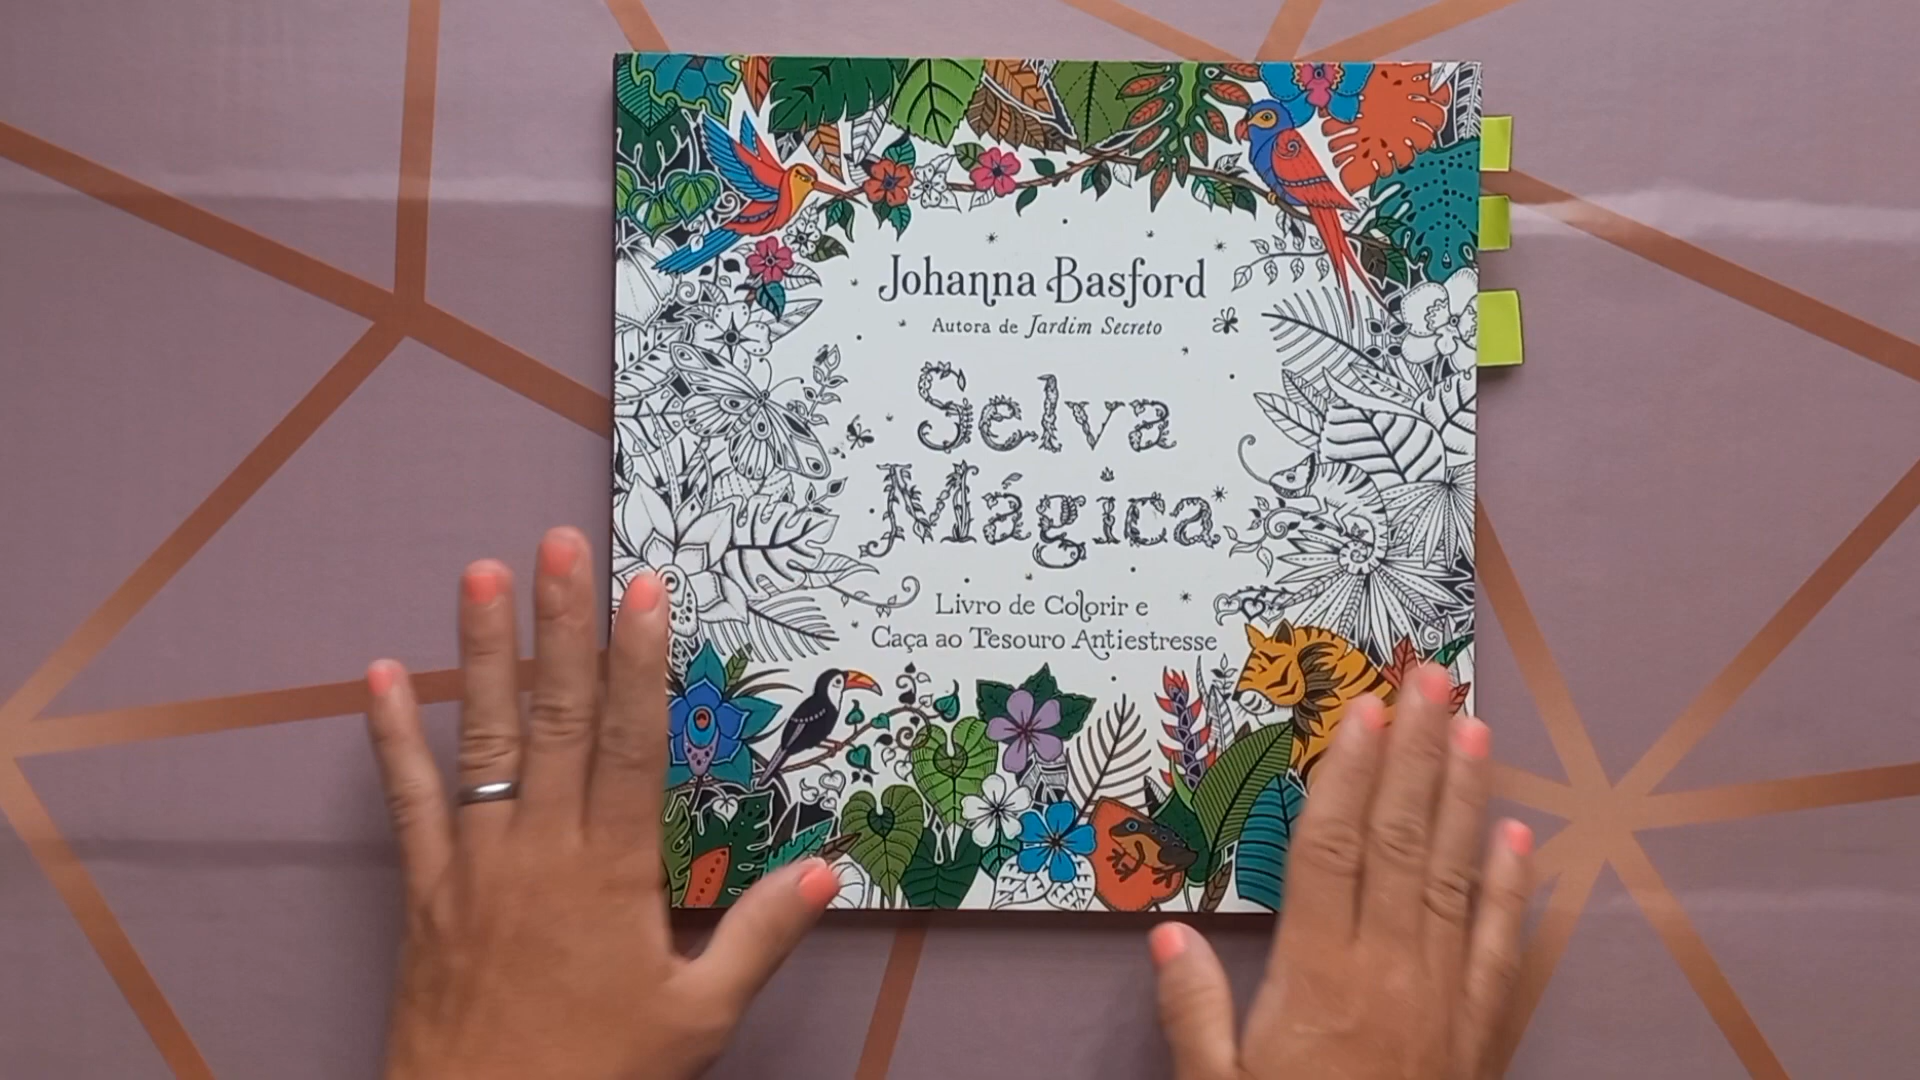 Johanna Basford
Autora de Jardim Secreto
Selva
Mágica
Livro de Colorir e
Caça ao Tesouro Antiestresse